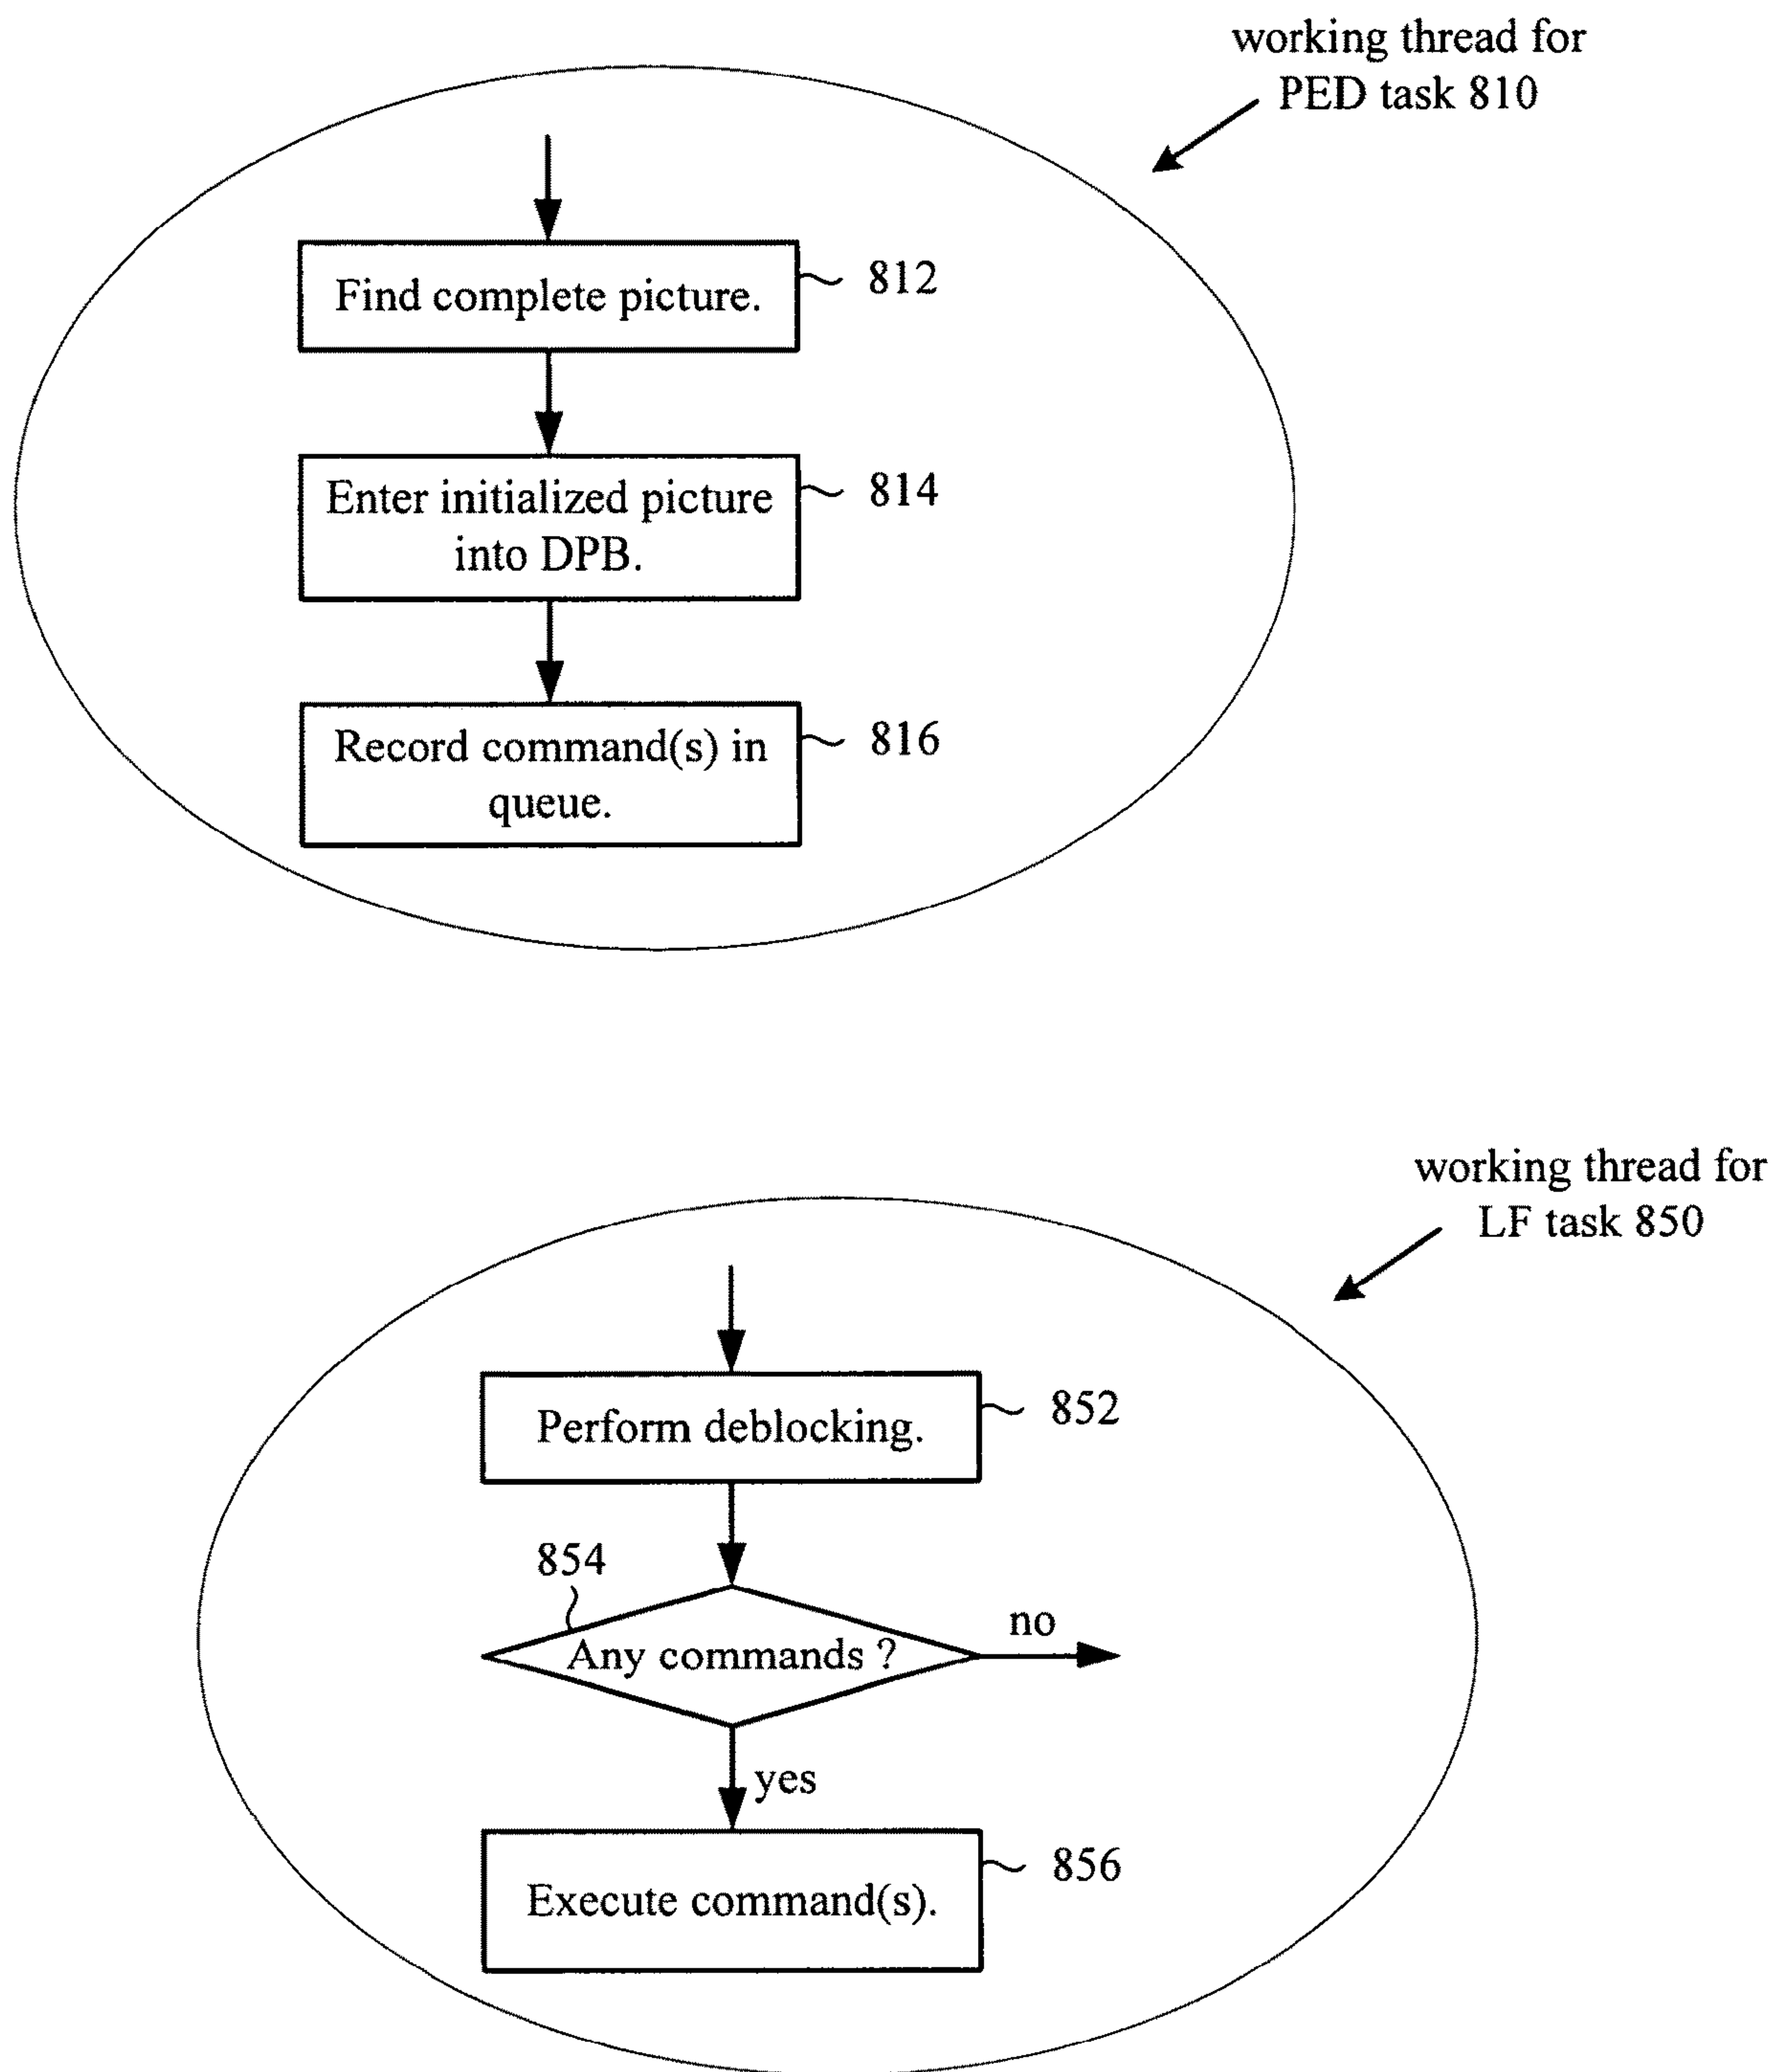 working thread for
PED task 810
Find complete picture.
812
Enter initialized picture
into DPB.
814
Record command(s) in
queue.
816
working thread for
LF task 850
Perform deblocking.
852
854
Any commands ?
no
yes
Execute command(s).
856